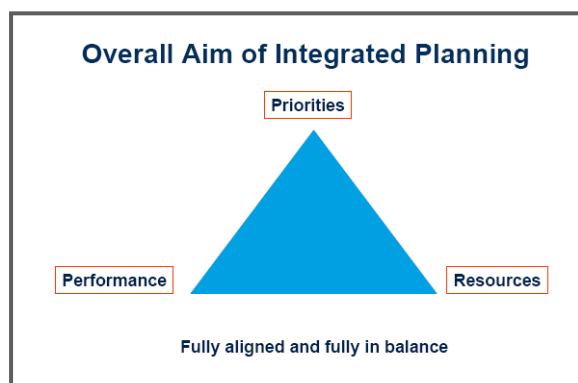 Overall Aim of Integrated Planning
Priorities
Performance
Resources
Fully aligned and fully in balance